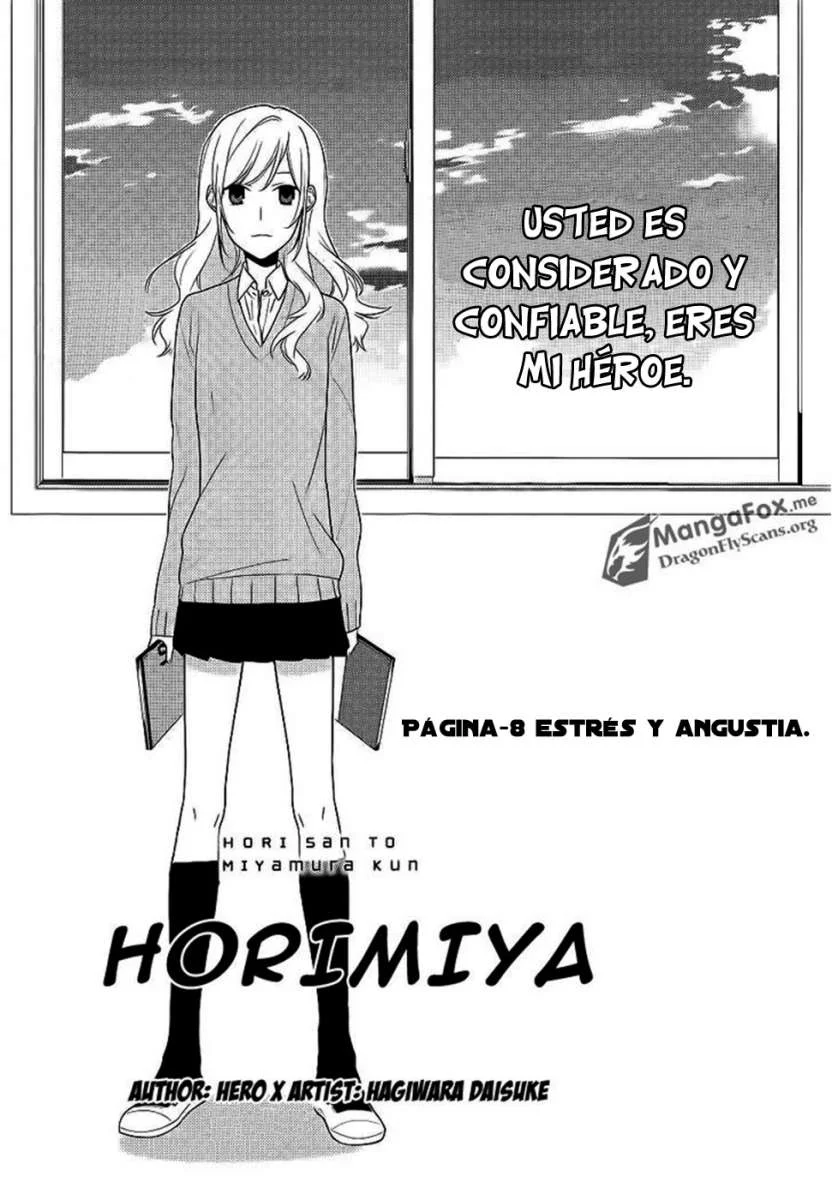 USTED ES
CONSIDERADO Y
CONFIABLE, ERES
MI HÉROE.
MangaFox.me
DragonFlyScans.org
PÁGINA-8 ESTRÉS Y ANGUSTIA.
HORI san TO
MIYamura KUN
HORIMIYA
AUTHOR: HERO X ARTIST: HAGIWARA DAISUKE